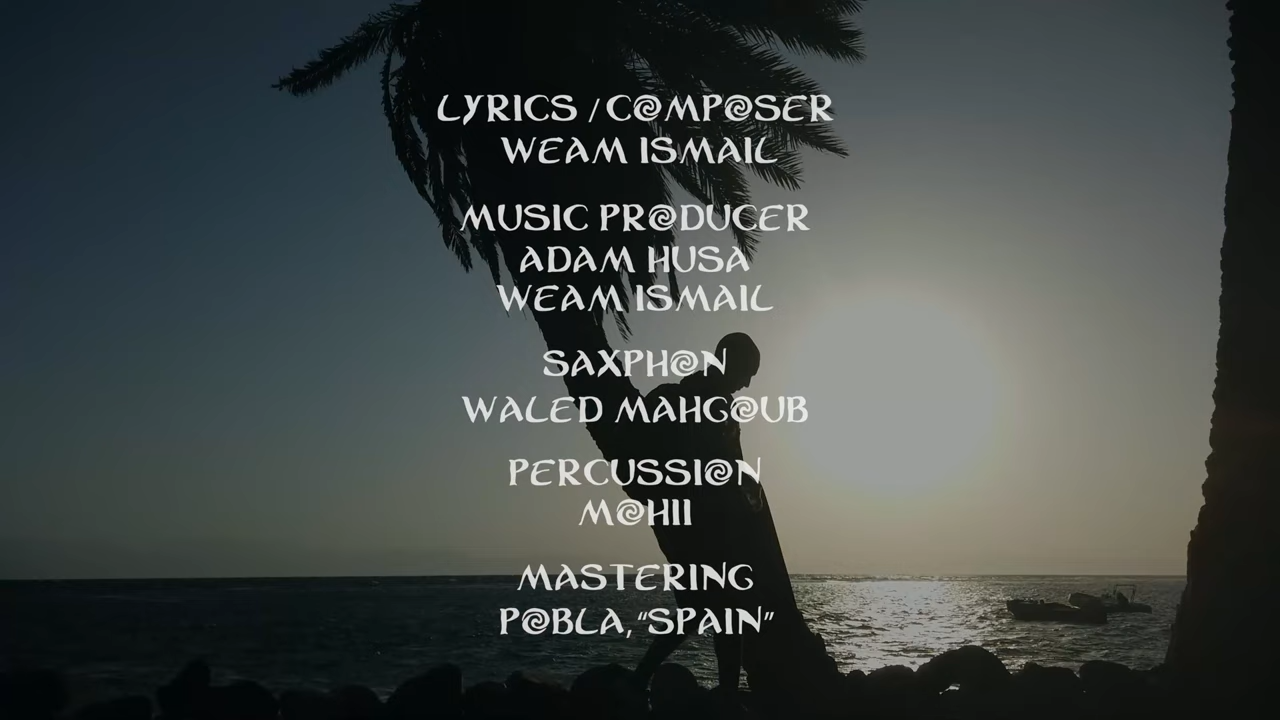 LYRICS / COMPOSER
WEAM ISMAIL
MUSIC PRODUCER
ADAM HUSA
WEAM ISMAIL
SAXPHON
WALED MAHGOUB
PERCUSSION
MOHII
MASTERING
POBLA, “SPAIN”